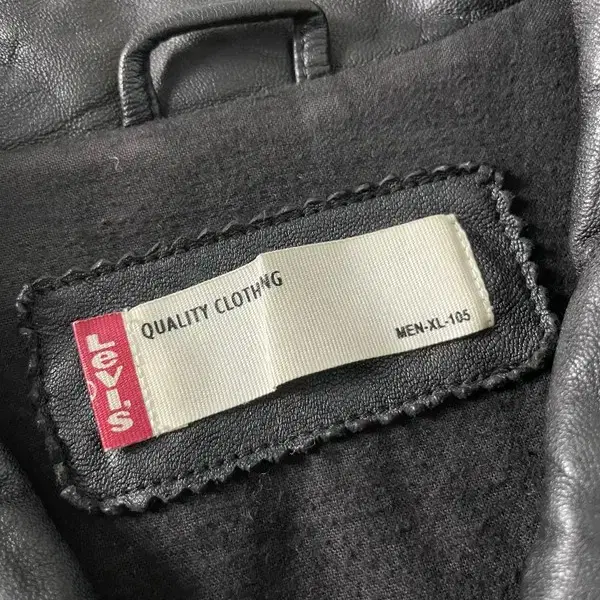 Levi's
®
QUALITY CLOTHING
MEN-XL-105